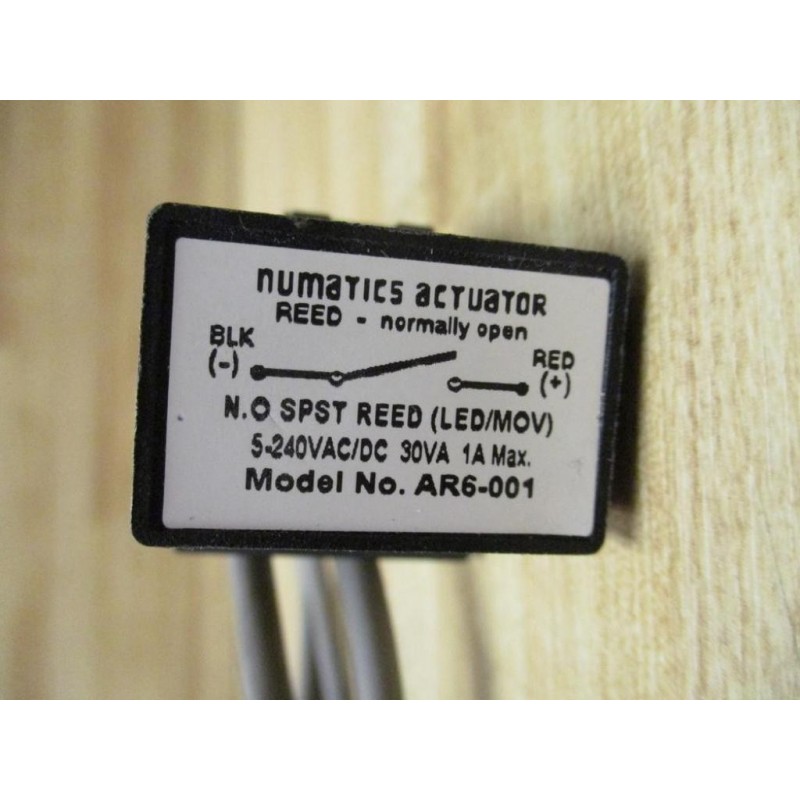 numatics actuator
REED - normally open
BLK
(-)
RED
(+)
N.O SPST REED (LED/MOV)
5-240VAC/DC 30VA 1A Max.
Model No. AR6-001